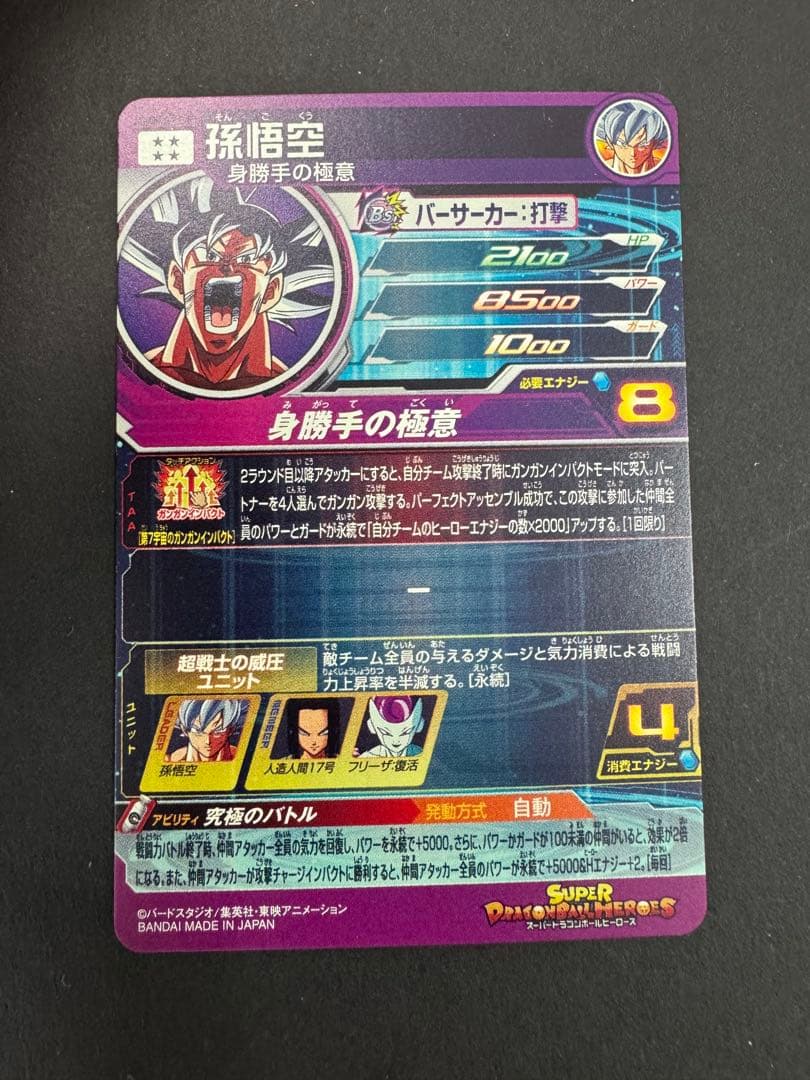 そん ご くう
孫悟空
身勝手の極意
Bs バーサーカー:打撃
HP
2100
パワー
8500
ガード
1000
必要エナジー 8
み がって ごく い
身勝手の極意
TAA
タッチアクション
ガンガンインパクト
[第7宇宙のガンガンインパクト]
2ラウンド目以降アタッカーにすると、自分チーム攻撃終了時にガンガンインパクトモードに突入。パー
トナーを4人選んでガンガン攻撃する。パーフェクトアッセンブル成功で、この攻撃に参加した仲間全
員のパワーとガードが永続で「自分チームのヒーローエナジーの数×2000」アップする。[1回限り]
ー
ユニット
超戦士の威圧
ユニット
敵チーム全員の与えるダメージと気力消費による戦闘
力上昇率を半減する。[永続]
LEADER
孫悟空
MEMBER
人造人間17号
フリーザ:復活
4
消費エナジー
アビリティ 究極のバトル 発動方式 自動
戦闘力バトル終了時、仲間アタッカー全員の気力を回復し、パワーを永続で+5000。さらに、パワーかガードが100未満の仲間がいると、効果が2倍
になる。また、仲間アタッカーが攻撃チャージインパクトに勝利すると、仲間アタッカー全員のパワーが永続で+5000&Hエナジー+2。[毎回]
©バードスタジオ/集英社・東映アニメーション
BANDAI MADE IN JAPAN
SUPER
DRAGONBALL HEROES
スーパードラゴンボールヒーローズ